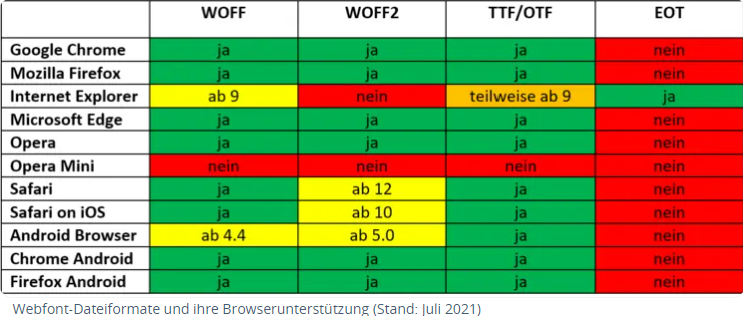 WOFF WOFF2 TTF/OTF EOT
Google Chrome ja ja ja nein
Mozilla Firefox ja ja ja nein
Internet Explorer ab 9 nein teilweise ab 9 ja
Microsoft Edge ja ja ja nein
Opera ja ja ja nein
Opera Mini nein nein nein nein
Safari ja ab 12 ja nein
Safari on iOS ja ab 10 ja nein
Android Browser ab 4.4 ab 5.0 ja nein
Chrome Android ja ja ja nein
Firefox Android ja ja ja nein
Webfont-Dateiformate und ihre Browserunterstützung (Stand: Juli 2021)